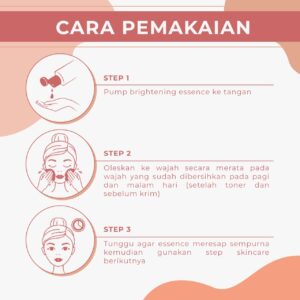 CARA PEMAKAIAN
STEP 1
Pump brightening essence ke tangan
STEP 2
Oleskan ke wajah secara merata pada
wajah yang sudah dibersihkan pada pagi
dan malam hari (setelah toner dan
sebelum krim)
STEP 3
Tunggu agar essence meresap sempurna
kemudian gunakan step skincare
berikutnya